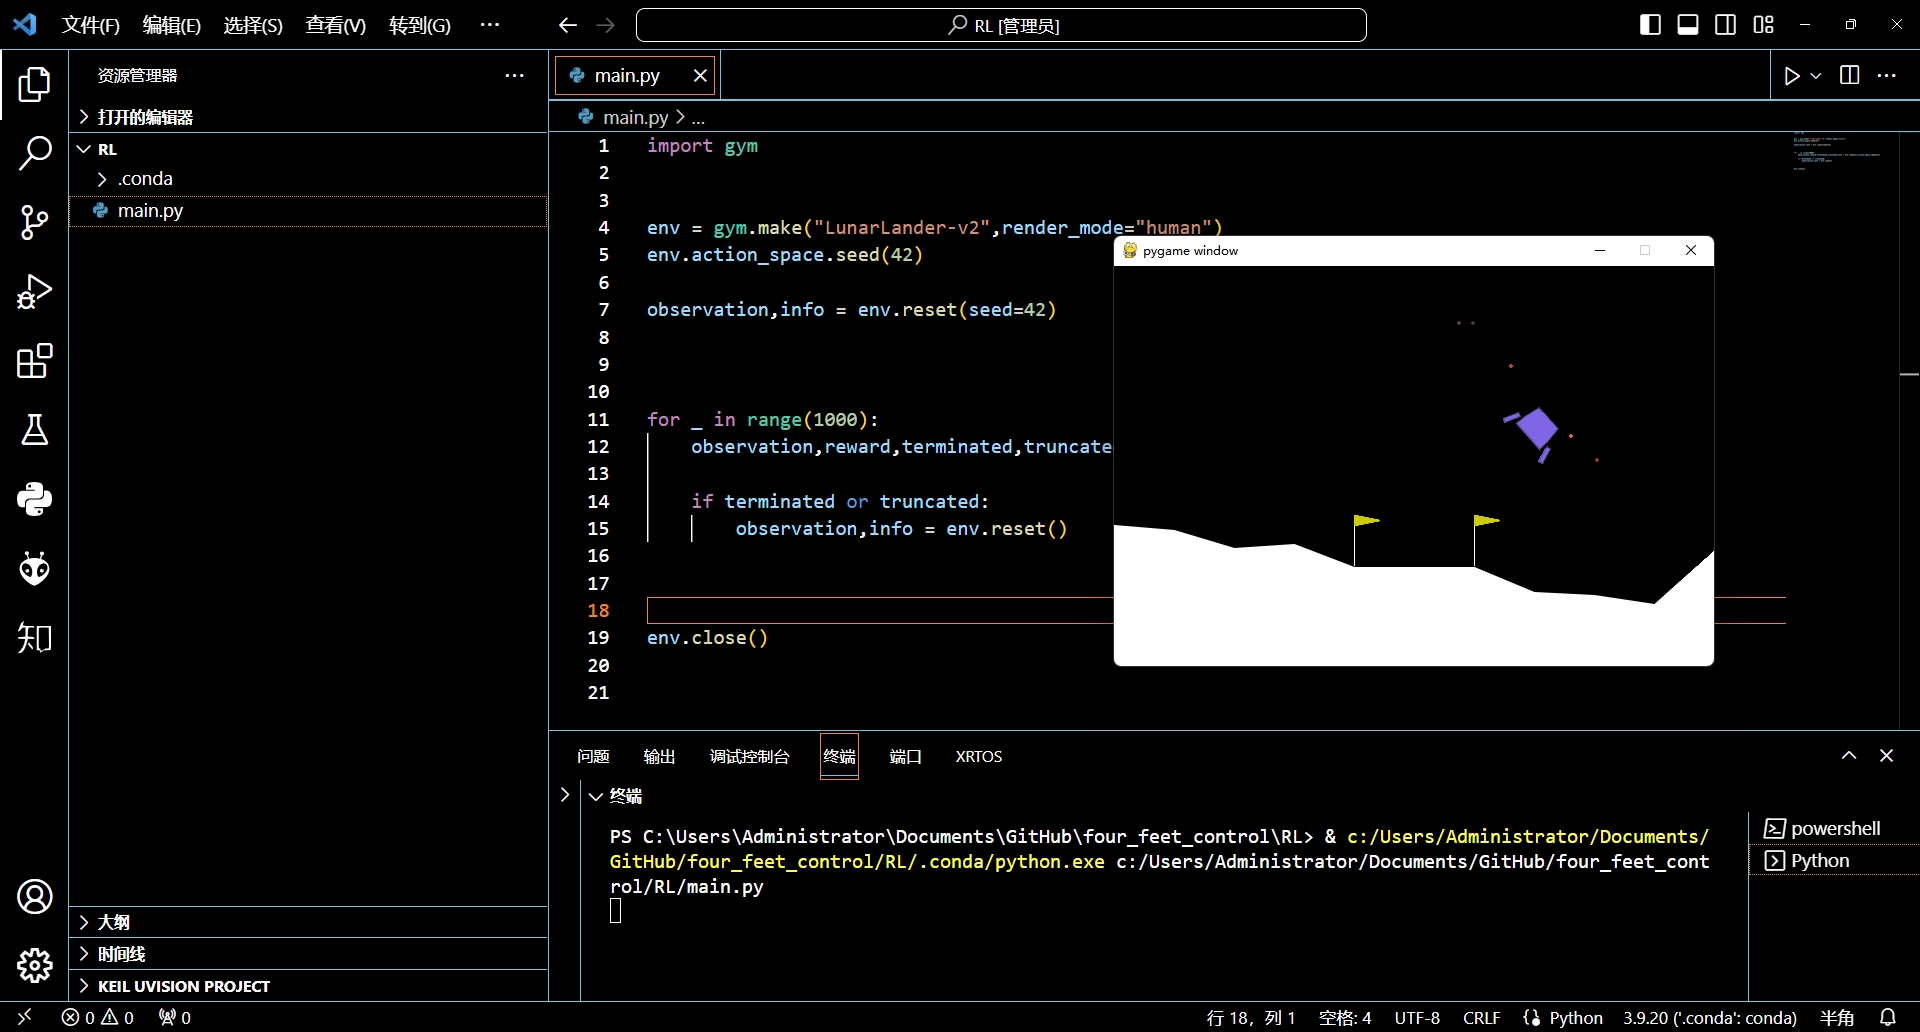 文件(F) 编辑(E) 选择(S) 查看(V) 转到(G) ···
RL [管理员]
资源管理器 ···
打开的编辑器
RL
.conda
main.py
大纲
时间线
KEIL UVISION PROJECT
知
main.py
main.py > ...
1 import gym
2
3
4 env = gym.make("LunarLander-v2",render_mode="human")
5 env.action_space.seed(42)
6
7 observation,info = env.reset(seed=42)
8
9
10
11 for _ in range(1000):
12 observation,reward,terminated,truncate
13
14 if terminated or truncated:
15 observation,info = env.reset()
16
17
18
19 env.close()
20
21
pygame window
问题 输出 调试控制台 终端 端口 XRTOS
终端
PS C:\Users\Administrator\Documents\GitHub\four_feet_control\RL> & c:/Users/Administrator/Documents/
GitHub/four_feet_control/RL/.conda/python.exe c:/Users/Administrator/Documents/GitHub/four_feet_cont
rol/RL/main.py
powershell
Python
0 0 0
行 18, 列 1 空格: 4 UTF-8 CRLF Python 3.9.20 ('.conda': conda) 半角